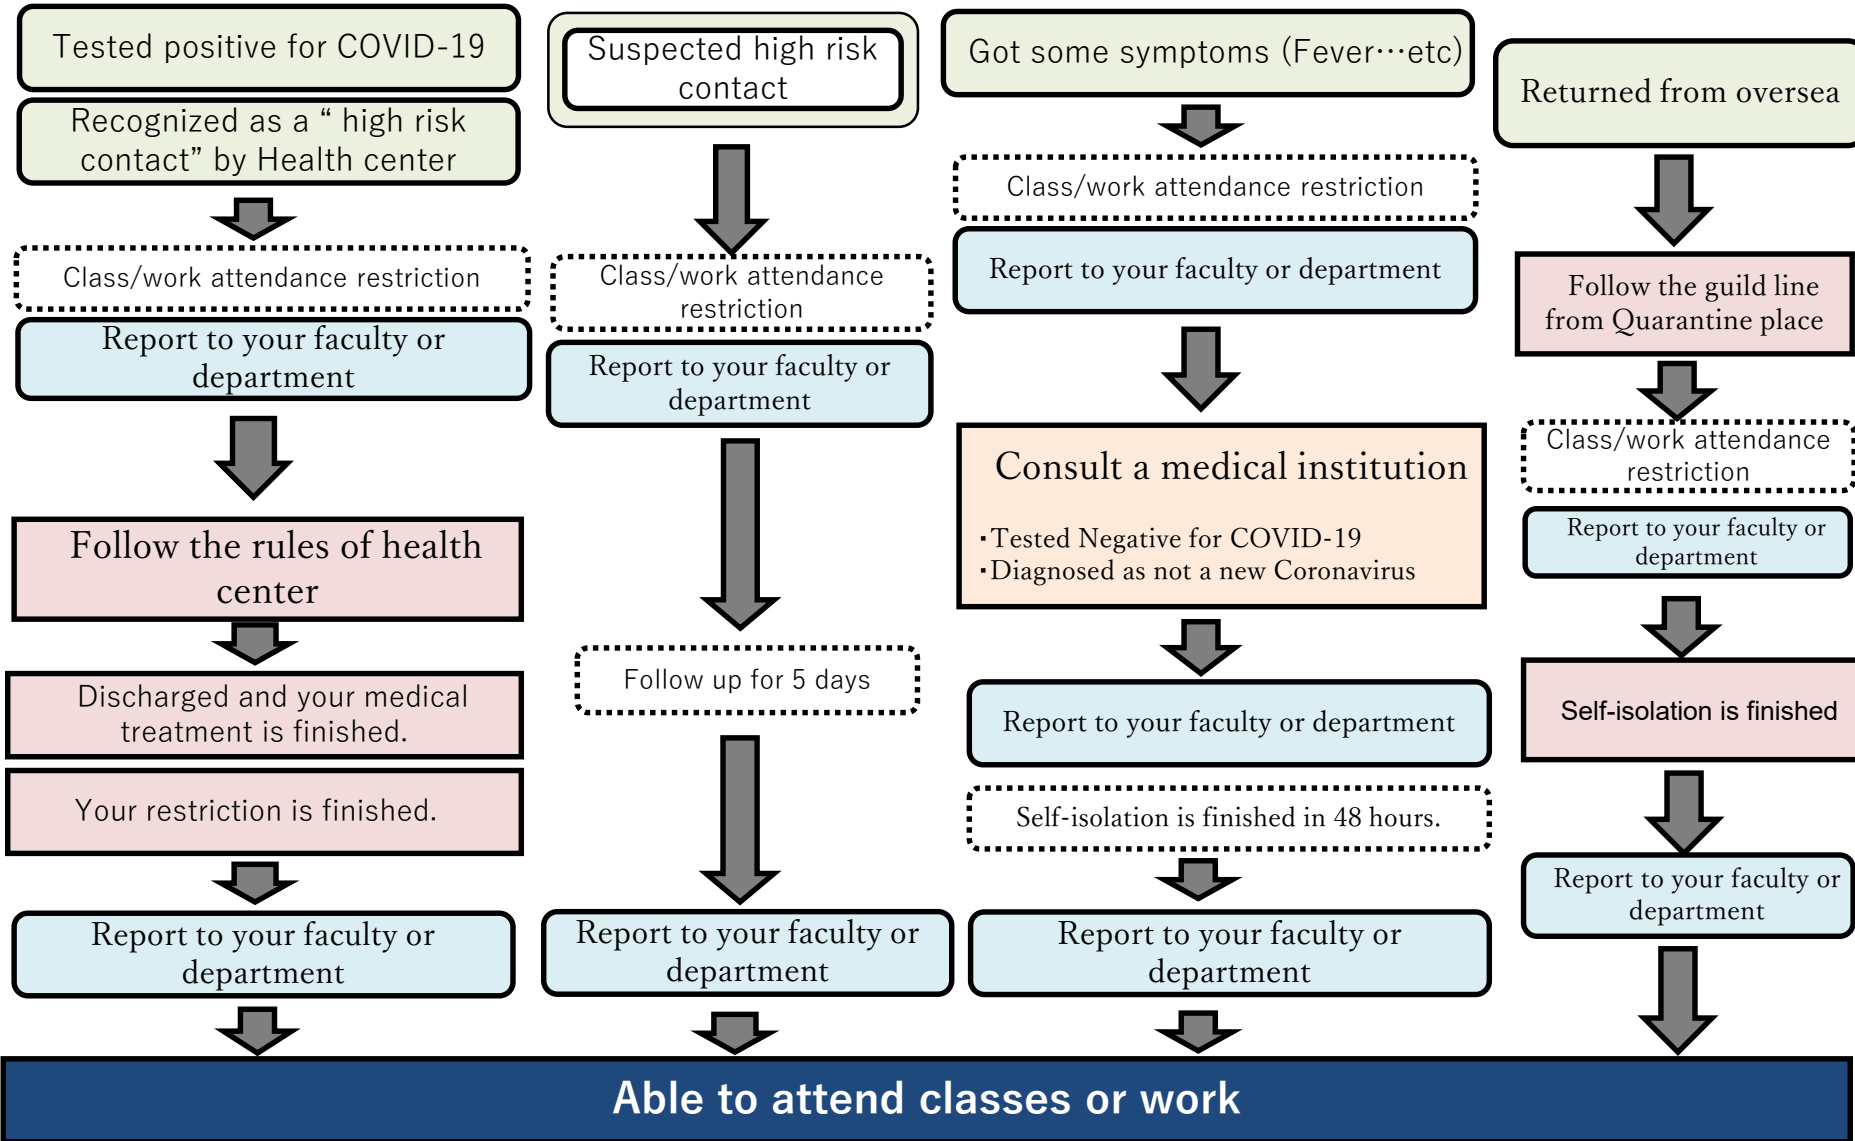 Tested positive for COVID-19
Recognized as a “ high risk
contact” by Health center
Class/work attendance restriction
Report to your faculty or
department
Follow the rules of health
center
Discharged and your medical
treatment is finished.
Your restriction is finished.
Report to your faculty or
department
Suspected high risk
contact
Class/work attendance
restriction
Report to your faculty or
department
Follow up for 5 days
Report to your faculty or
department
Got some symptoms (Fever⋯etc)
Class/work attendance restriction
Report to your faculty or department
Consult a medical institution
・Tested Negative for COVID-19
・Diagnosed as not a new Coronavirus
Report to your faculty or department
Self-isolation is finished in 48 hours.
Report to your faculty or
department
Returned from oversea
Follow the guild line
from Quarantine place
Class/work attendance
restriction
Report to your faculty or
department
Self-isolation is finished
Report to your faculty or
department
Able to attend classes or work